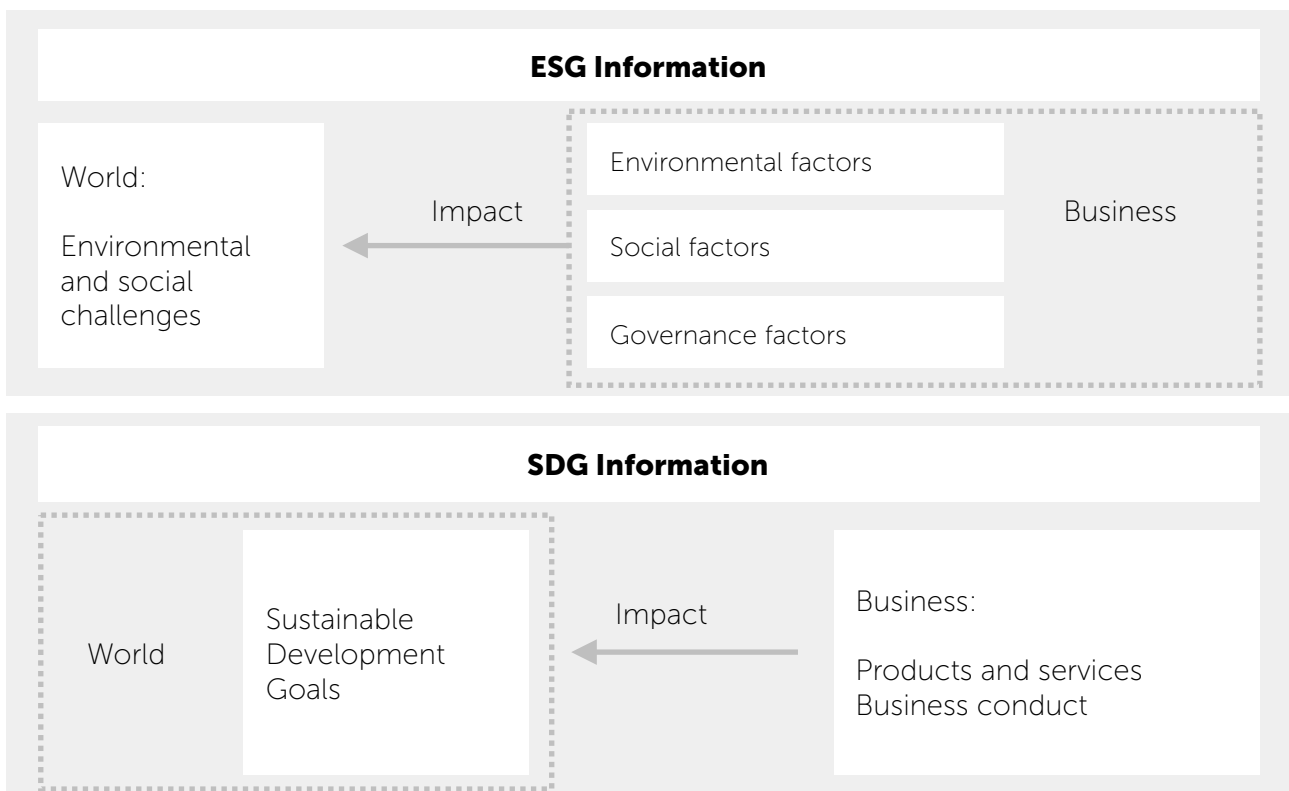 ESG Information
World:
Environmental
and social
challenges
Impact
Environmental factors
Social factors
Governance factors
Business
SDG Information
World
Sustainable
Development
Goals
Impact
Business:
Products and services
Business conduct